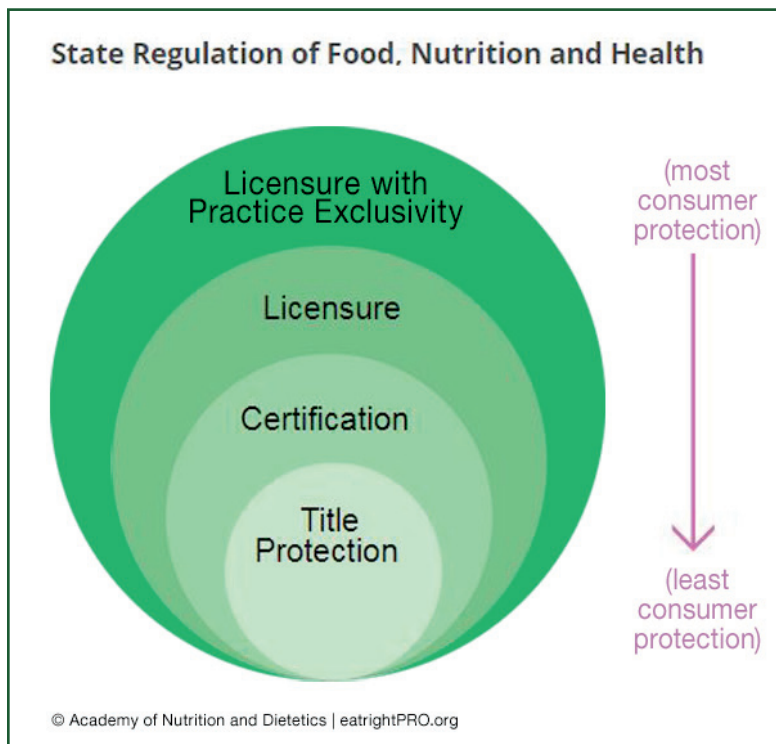 State Regulation of Food, Nutrition and Health
Licensure with
Practice Exclusivity
Licensure
Certification
Title
Protection
(most
consumer
protection)
(least
consumer
protection)
© Academy of Nutrition and Dietetics | eatrightPRO.org